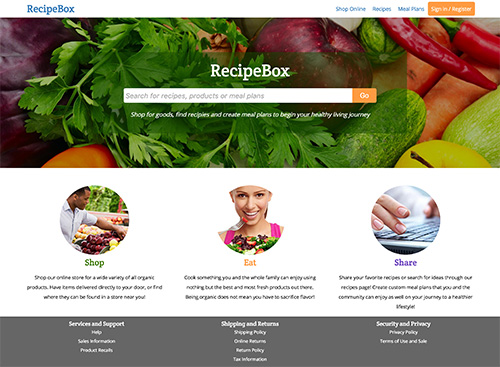 RecipeBox
Shop Online Recipes Meal Plans Sign in / Register
RecipeBox
Search for recipes, products or meal plans Go
Shop for goods, find recipies and create meal plans to begin your healthy living journey
Shop
Shop our online store for a wide variety of all organic
products. Have items delivered directly to your door, or find
where they can be found in a store near you!
Eat
Cook something you and the whole family can enjoy using
nothing but the best and most fresh products out there.
Being organic does not mean you have to sacrifice flavor!
Share
Share your favorite recipes or search for ideas through our
recipes page! Create custom meal plans that you and the
community can enjoy as well on your journey to a healthier
lifestyle!
Services and Support
Help
Sales Information
Product Recalls
Shipping and Returns
Shipping Policy
Online Returns
Return Policy
Tax Information
Security and Privacy
Privacy Policy
Terms of Use and Sale